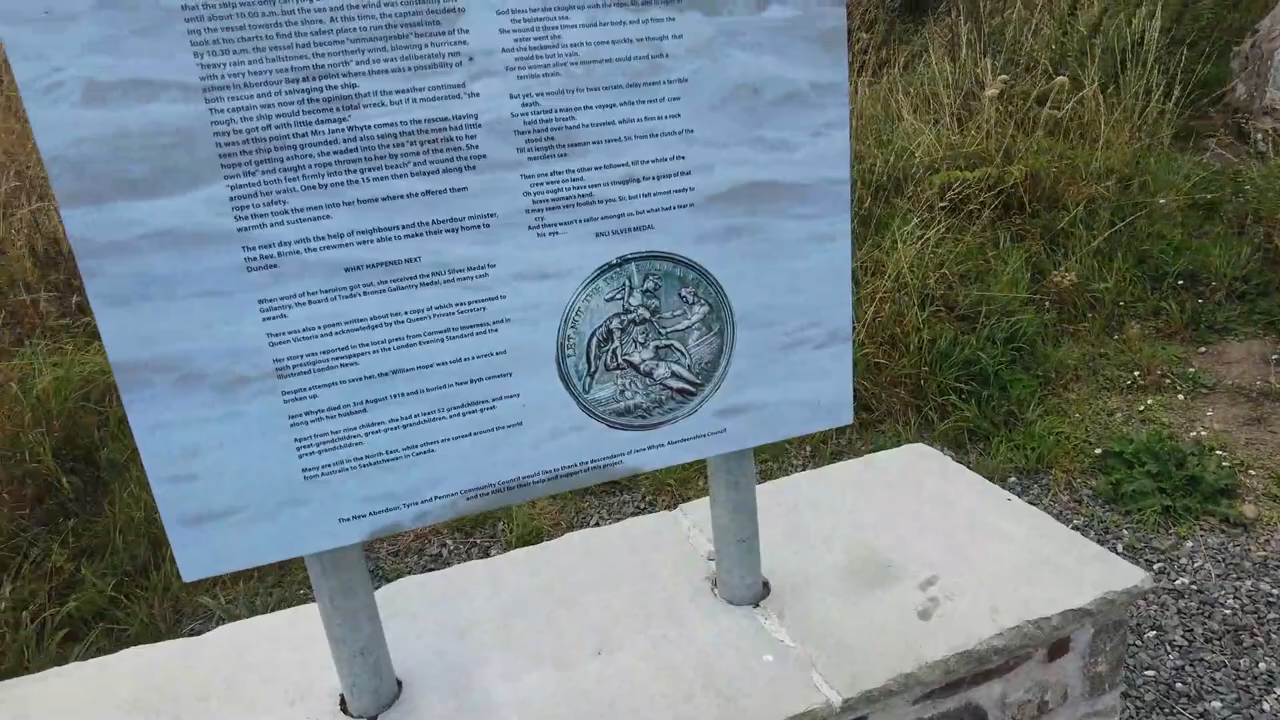 that the ship was only carrying
until about 10.00 a.m. but the sea and the wind was constantly
ing the vessel towards the shore. At this time, the captain decided to
look at his charts to find the safest place to run the vessel into.
By 10.30 a.m. the vessel had become "unmanageable" because of the
"heavy rain and hailstones, the northerly wind, blowing a hurricane,
with a very heavy sea from the north" and so was deliberately run
ashore in Aberdour Bay at a point where there was a possibility of
both rescue and of salvaging the ship.
The captain was now of the opinion that if the weather continued
rough, the ship would become a total wreck, but if it moderated, "she
may be got off with little damage."
It was at this point that Mrs Jane Whyte comes to the rescue. Having
seen the ship being grounded, and also seing that the men had little
hope of getting ashore, she waded into the sea "at great risk to her
own life" and caught a rope thrown to her by some of the men. She
"planted both feet firmly into the gravel beach" and wound the rope
around her waist. One by one the 15 men then belayed along the
rope to safety.
She then took the men into her home where she offered them
warmth and sustenance.
The next day with the help of neighbours and the Aberdour minister,
the Rev. Birnie, the crewmen were able to make their way home to
Dundee.
WHAT HAPPENED NEXT
When word of her heroism got out, she received the RNLI Silver Medal for
Gallantry, the Board of Trade's Bronze Gallantry Medal, and many cash
awards.
There was also a poem written about her, a copy of which was presented to
Queen Victoria and acknowledged by the Queen's Private Secretary.
Her story was reported in the local press from Cornwall to Inverness, and in
such prestigious newspapers as the London Evening Standard and the
Illustrated London News.
Despite attempts to save her, the 'William Hope' was sold as a wreck and
broken up.
Jane Whyte died on 3rd August 1918 and is buried in New Byth cemetery
along with her husband.
Apart from her nine children, she had at least 52 grandchildren, and many
great-grandchildren, great-great-grandchildren, and great-great-
great-grandchildren.
Many are still in the North-East, while others are spread around the world
from Australia to Saskatchewan in Canada.
God bless her she caught up with the rope, Sir, and
the boisterous sea.
She wound it three times round her body, and up from the
water went she.
And she beckoned us each to come quickly, we thought that
would be but in vain.
For no woman alive' we murmured; could stand such a
terrible strain.
But yet, we would try for twas certain, delay meant a terrible
death.
So we started a man on the voyage, while the rest of crew
held their breath.
There hand over hand he traveled, whilst as firm as a rock
stood she.
Till at length the seaman was saved, Sir, from the clutch of the
merciless sea.
Then one after the other we followed, till the whole of the
crew were on land.
Oh you ought to have seen us struggling, for a grasp of that
brave woman's hand.
It may seem very foolish to you, Sir, but I felt almost ready to
cry.
And there wasn't a sailor amongst us, but what had a tear in
his eye....
RNLI SILVER MEDAL
LET NOT THE
The New Aberdour, Tyrie and Pennan Community Council would like to thank the descendants of Jane Whyte, Aberdeenshire Council
and the RNLI for their help and support of this project.